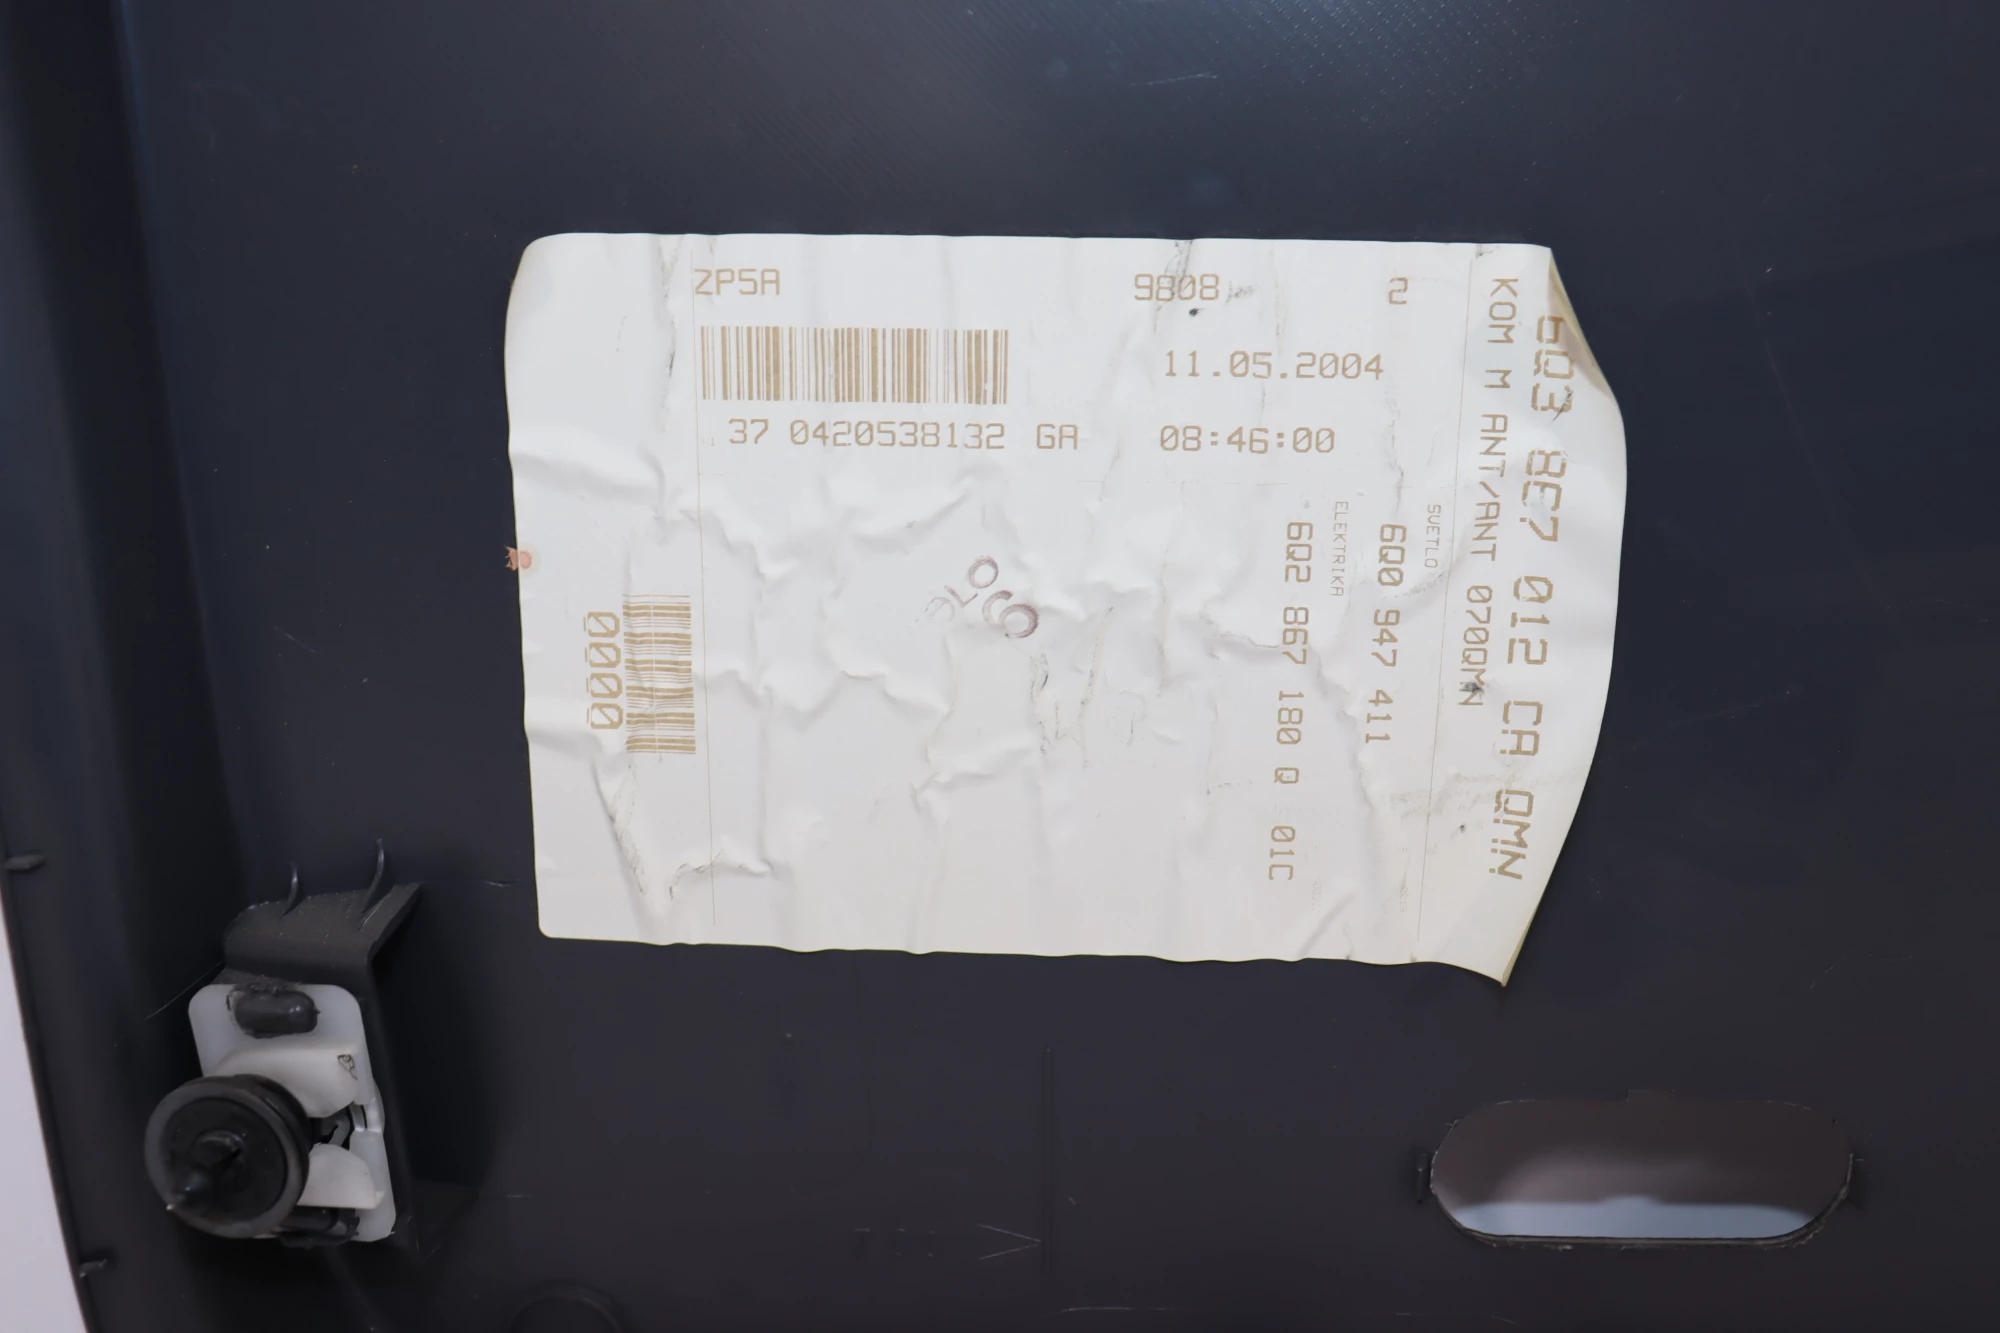 ZP5A 9808 2
11.05.2004
37 0420538132 GA 08:46:00
6Q3 867 012 CA QMN
KOM M ANT/ANT 070QMN
SVETLO
6Q0 947 411
ELEKTRIKA
6Q2 867 180 Q 01C
0000